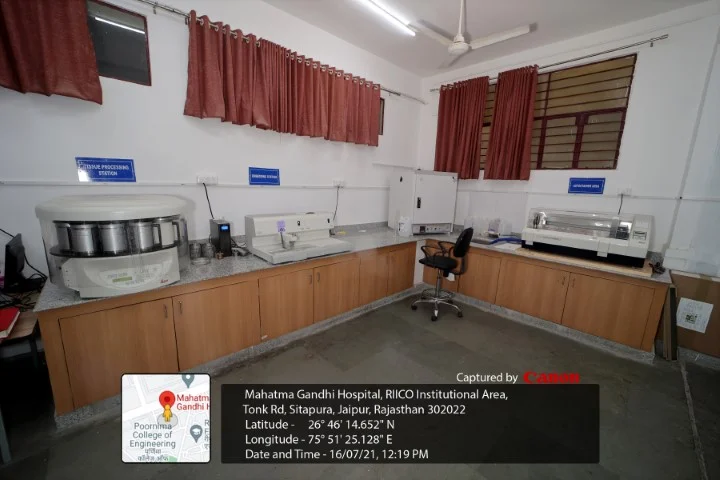 TISSUE PROCESSING
STATION
EMBEDDING STATION
Captured by Canon
Mahatma
Gandhi H
Poornima
College of
Engineering
पूर्णिमा
कॉलेज ऑफ
Mahatma Gandhi Hospital, RIICO Institutional Area,
Tonk Rd, Sitapura, Jaipur, Rajasthan 302022
Latitude - 26° 46' 14.652" N
Longitude - 75° 51' 25.128" E
Date and Time - 16/07/21, 12:19 PM